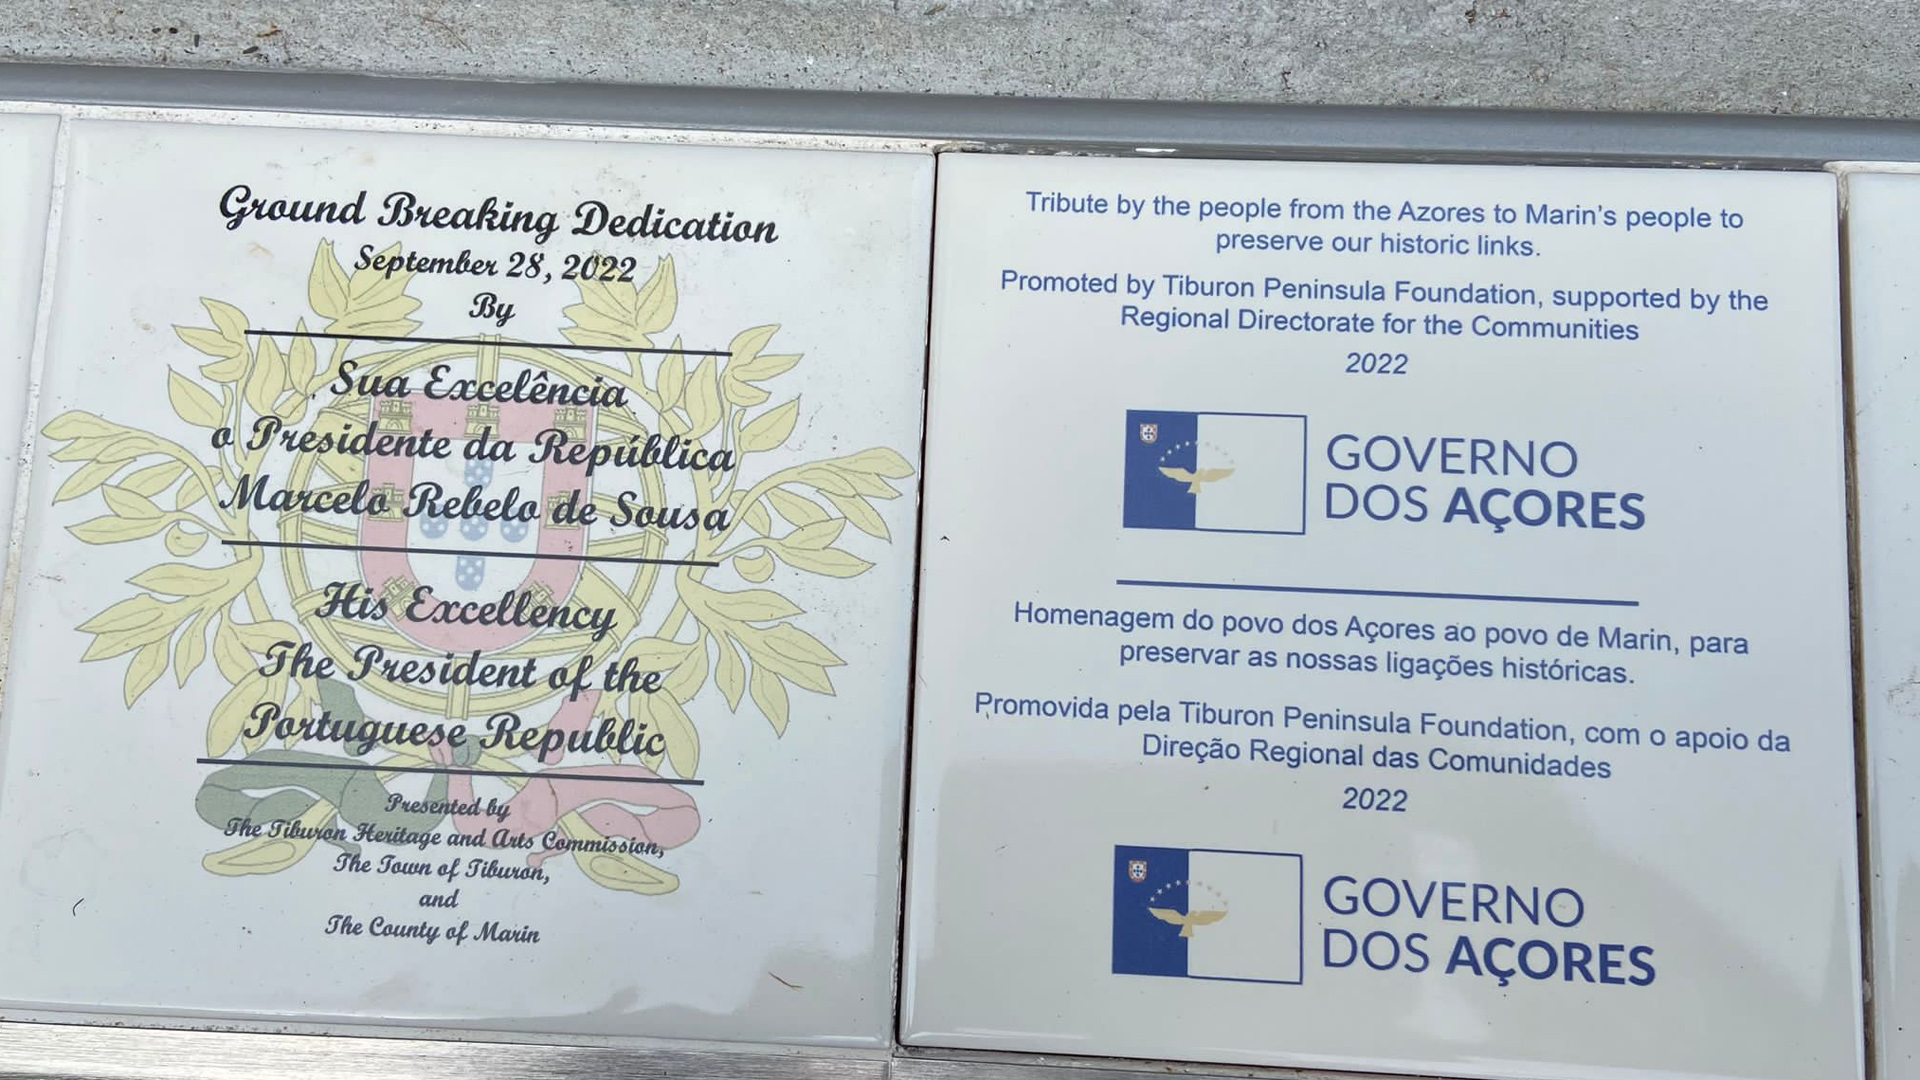 Ground Breaking Dedication
September 28, 2022
By
Sua Excelência
o Presidente da República
Marcelo Rebelo de Sousa
His Excellency
The President of the
Portuguese Republic
Presented by
The Tiburon Heritage and Arts Commission,
The Town of Tiburon,
and
The County of Marin
Tribute by the people from the Azores to Marin's people to
preserve our historic links.
Promoted by Tiburon Peninsula Foundation, supported by the
Regional Directorate for the Communities
2022
GOVERNO
DOS AÇORES
Homenagem do povo dos Açores ao povo de Marin, para
preservar as nossas ligações históricas.
Promovida pela Tiburon Peninsula Foundation, com o apoio da
Direção Regional das Comunidades
2022
GOVERNO
DOS AÇORES